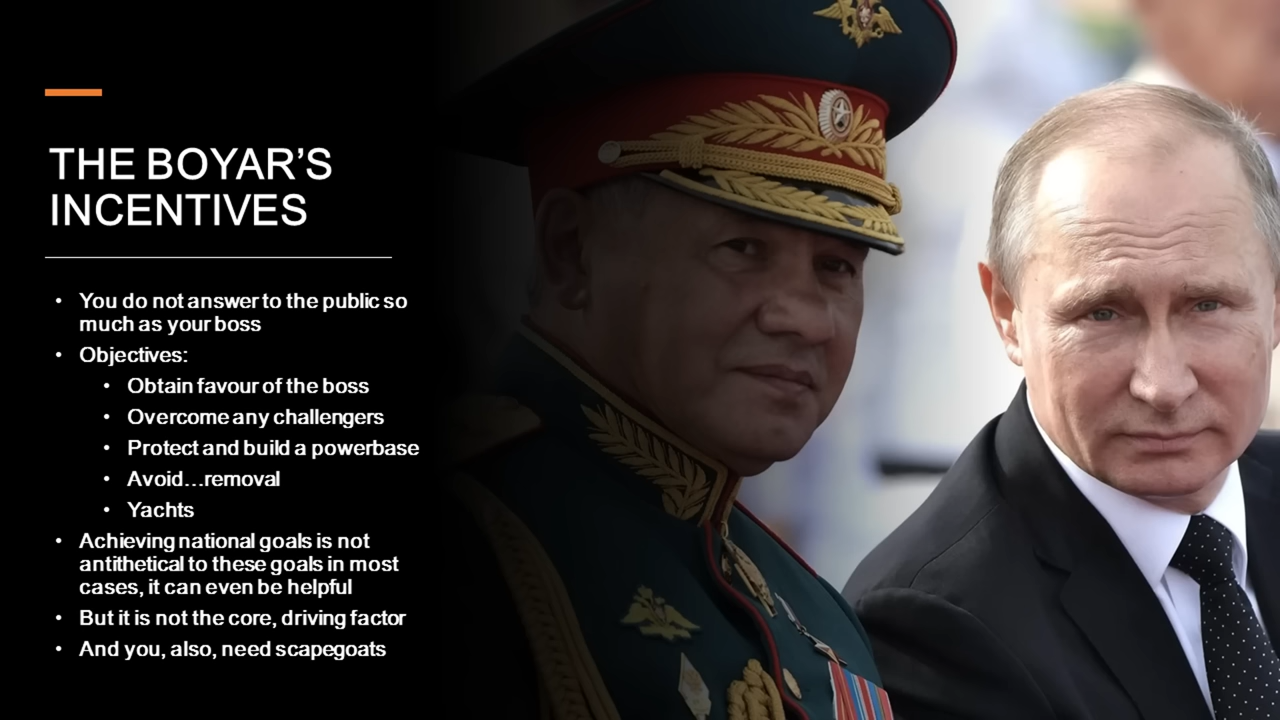 THE BOYAR’S
INCENTIVES
• You do not answer to the public so
much as your boss
• Objectives:
• Obtain favour of the boss
• Overcome any challengers
• Protect and build a powerbase
• Avoid…removal
• Yachts
• Achieving national goals is not
antithetical to these goals in most
cases, it can even be helpful
• But it is not the core, driving factor
• And you, also, need scapegoats